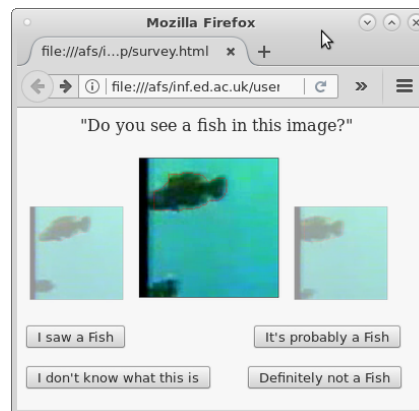 Mozilla Firefox
file:///afs/i...p/survey.html
file:///afs/inf.ed.ac.uk/user
"Do you see a fish in this image?"
I saw a Fish
It's probably a Fish
I don't know what this is
Definitely not a Fish